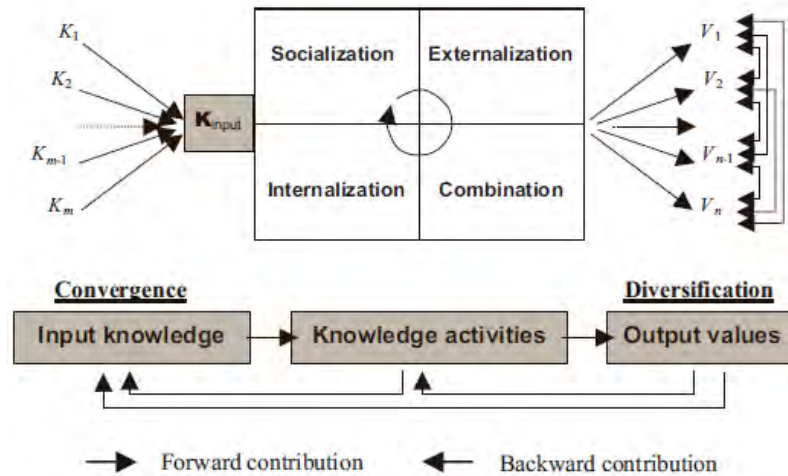 K1
K2
Km-1
Km
Kinput
Socialization
Externalization
Internalization
Combination
V1
V2
Vn-1
Vn
Convergence
Diversification
Input knowledge
Knowledge activities
Output values
Forward contribution
Backward contribution